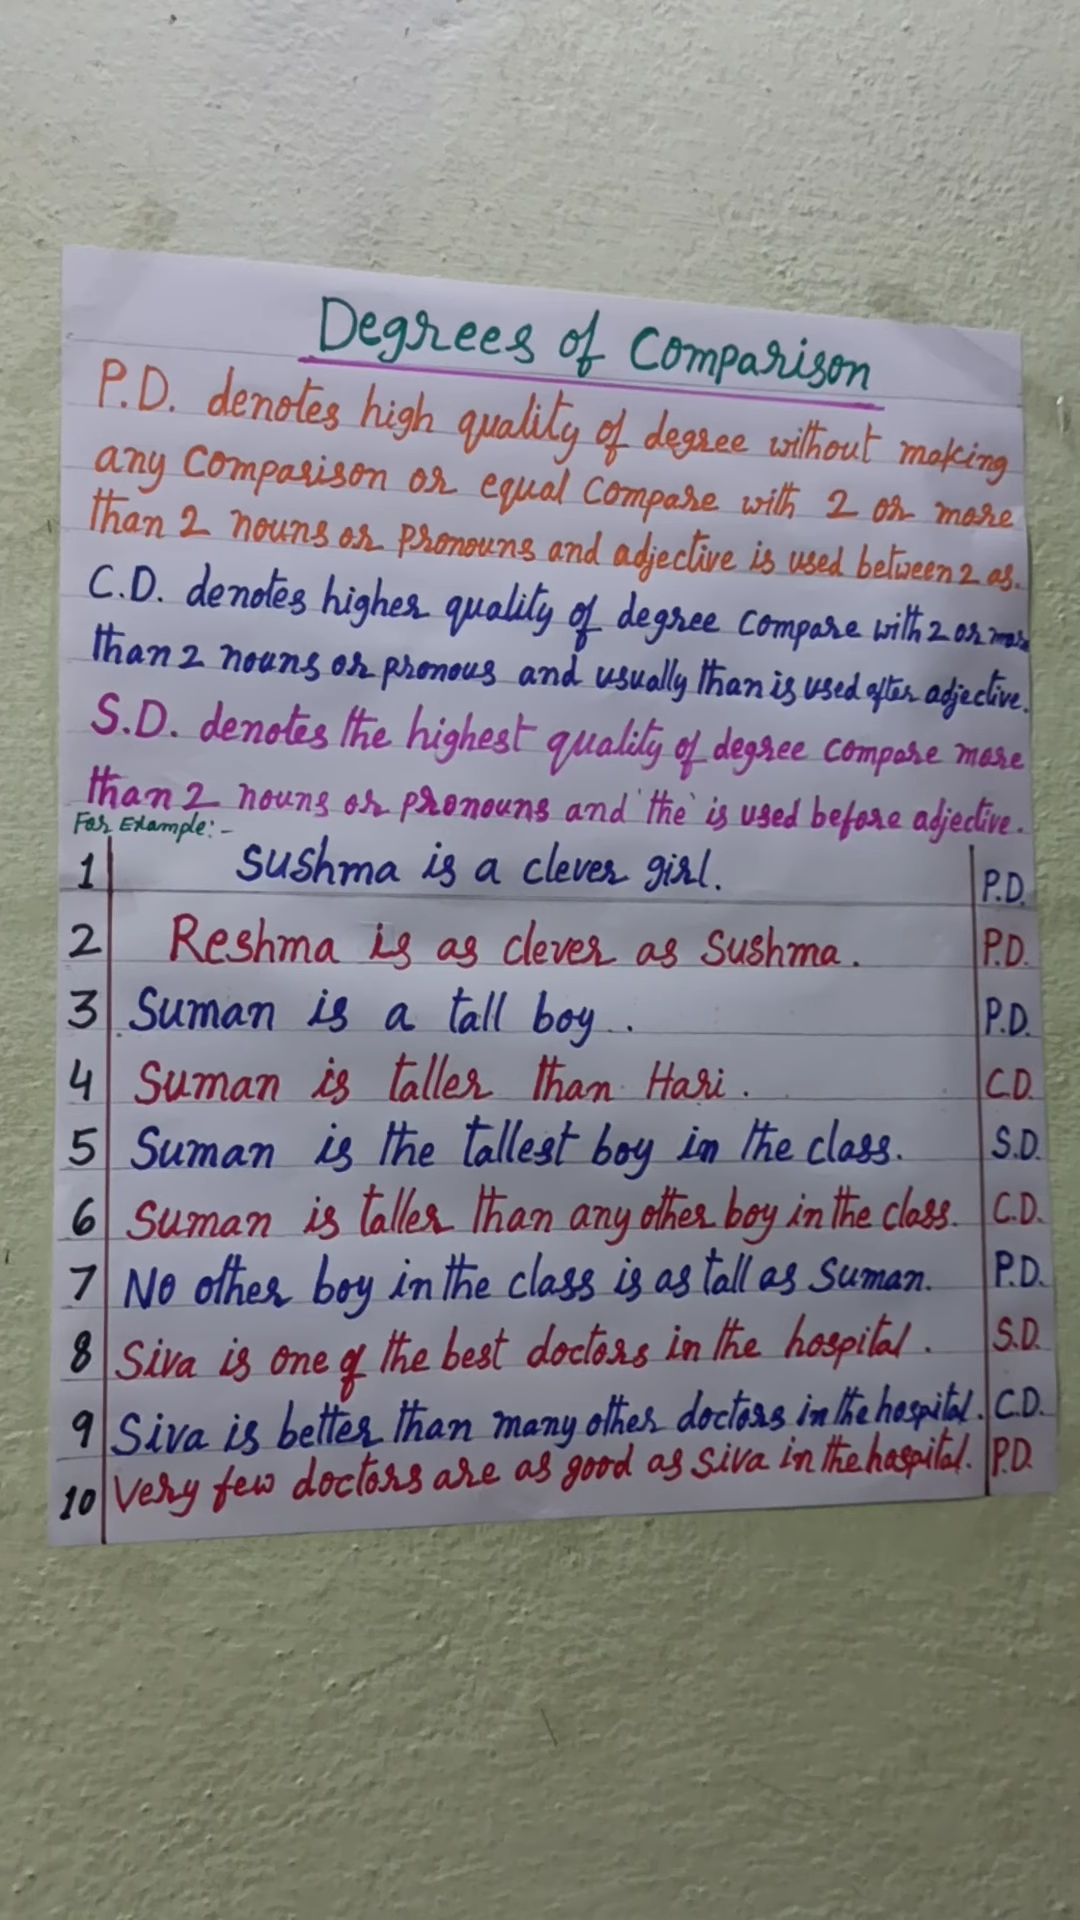 Degrees of Comparison
P.D. denotes high quality of degree without making
any comparison or equal compare with 2 or more
than 2 nouns or pronouns and adjective is used between 2 as.
C.D. denotes higher quality of degree compare with 2 or more
than 2 nouns or pronous and usually than is used after adjective.
S.D. denotes the highest quality of degree compare more
than 2 nouns or pronouns and 'the' is used before adjective.
For Example:-
1 Sushma is a clever girl. P.D.
2 Reshma is as clever as Sushma. P.D.
3 Suman is a tall boy. P.D.
4 Suman is taller than Hari. C.D.
5 Suman is the tallest boy in the class. S.D.
6 Suman is taller than any other boy in the class. C.D.
7 No other boy in the class is as tall as Suman. P.D.
8 Siva is one of the best doctors in the hospital. S.D.
9 Siva is better than many other doctors in the hospital. C.D.
10 Very few doctors are as good as Siva in the hospital. P.D.